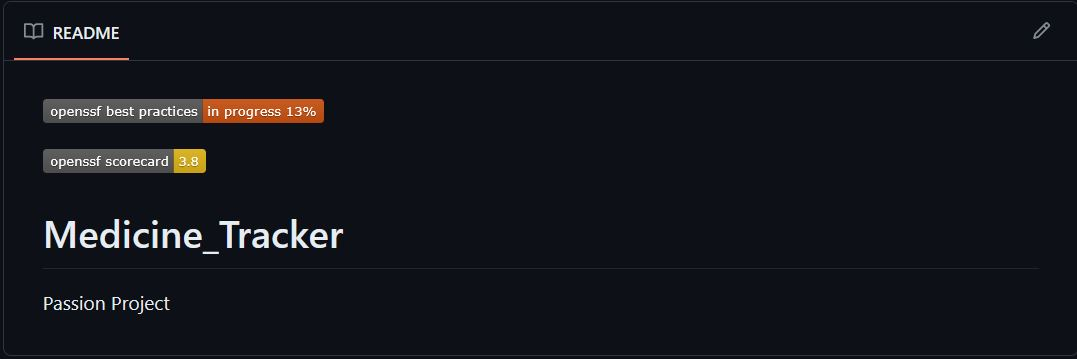 README
openssf best practices in progress 13%
openssf scorecard 3.8
Medicine_Tracker
Passion Project